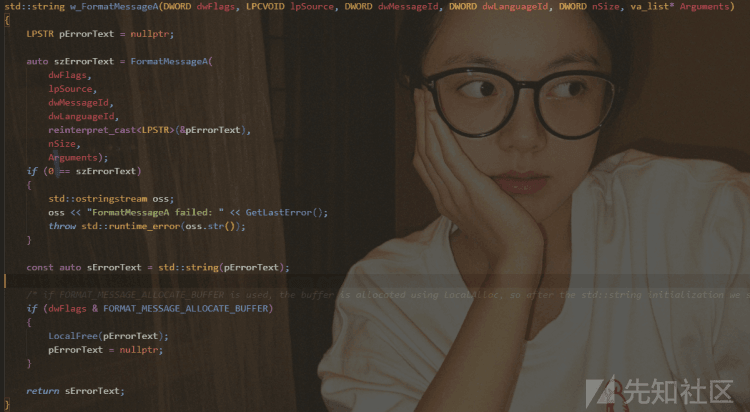 std::string w_FormatMessageA(DWORD dwFlags, LPCVOID lpSource, DWORD dwMessageId, DWORD dwLanguageId, DWORD nSize, va_list* Arguments)
{
    LPSTR pErrorText = nullptr;
    auto szErrorText = FormatMessageA(
        dwFlags,
        lpSource,
        dwMessageId,
        dwLanguageId,
        reinterpret_cast<LPSTR>(&pErrorText),
        nSize,
        Arguments);
    if (0 == szErrorText)
    {
        std::ostringstream oss;
        oss << "FormatMessageA failed: " << GetLastError();
        throw std::runtime_error(oss.str());
    }
    const auto sErrorText = std::string(pErrorText);
    /* if FORMAT_MESSAGE_ALLOCATE_BUFFER is used, the buffer is allocated using LocalAlloc, so after the std::string initialization we
    if (dwFlags & FORMAT_MESSAGE_ALLOCATE_BUFFER)
    {
        LocalFree(pErrorText);
        pErrorText = nullptr;
    }
    return sErrorText;
}
先知社区